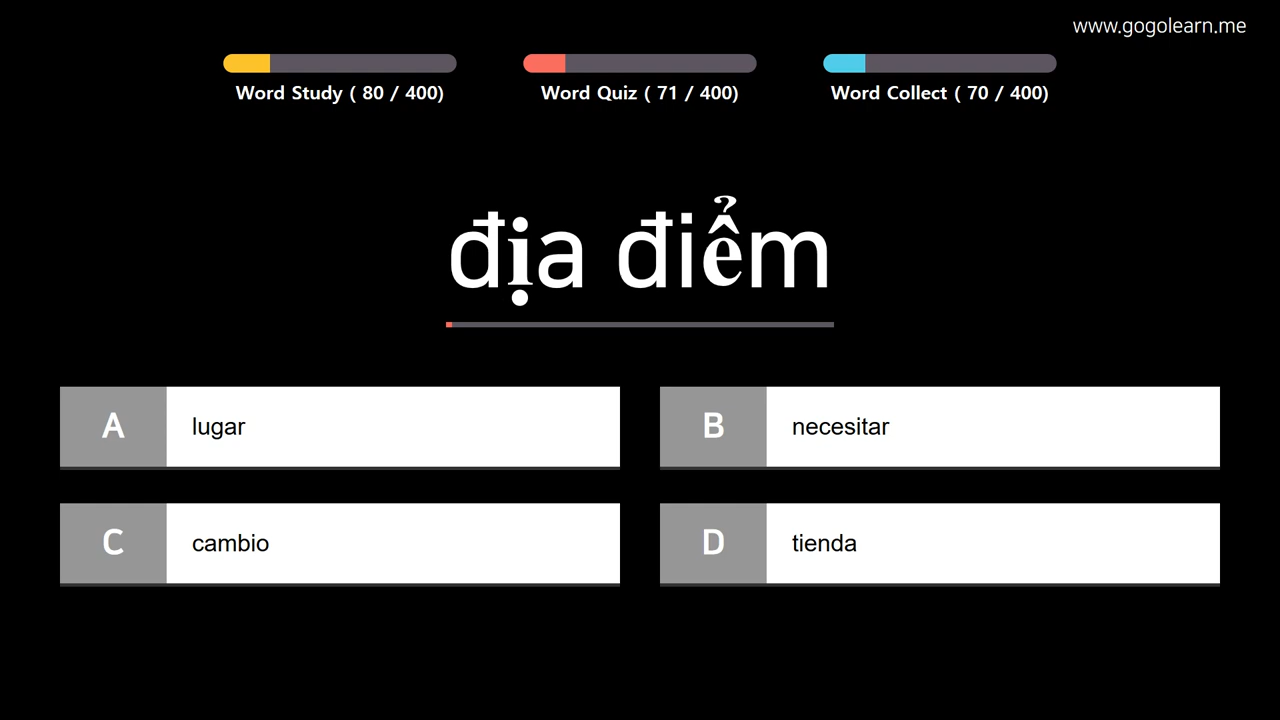 www.gogolearn.me
Word Study ( 80 / 400)
Word Quiz ( 71 / 400)
Word Collect ( 70 / 400)
địa điểm
A lugar
B necesitar
C cambio
D tienda